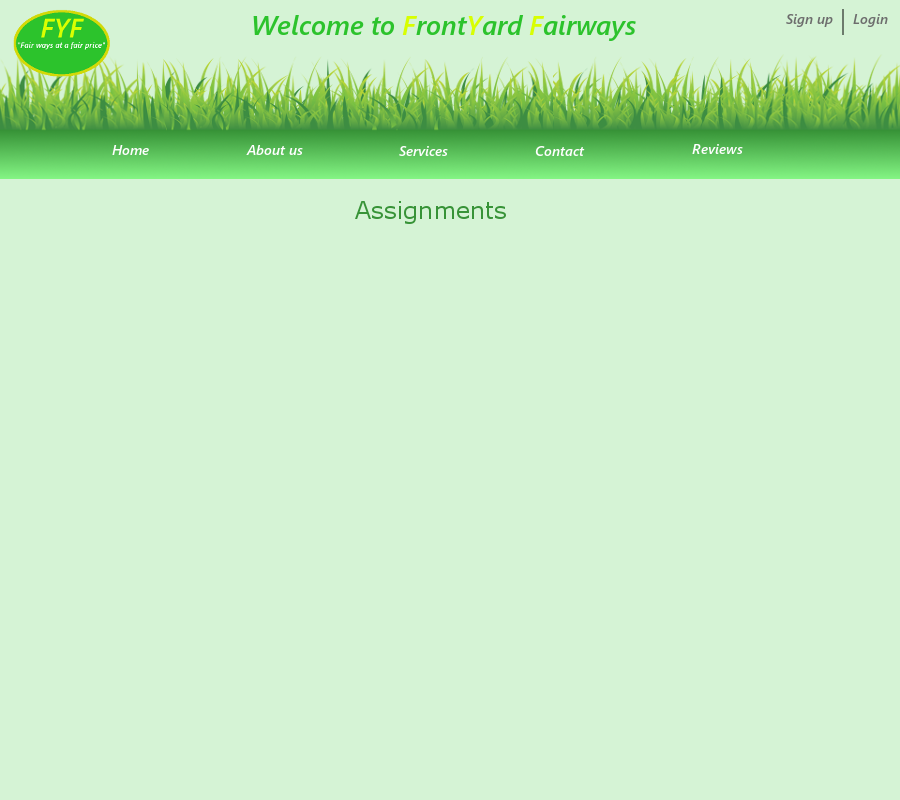 FYF
"Fair ways at a fair price"
Welcome to FrontYard Fairways
Sign up
Login
Home
About us
Services
Contact
Reviews
Assignments